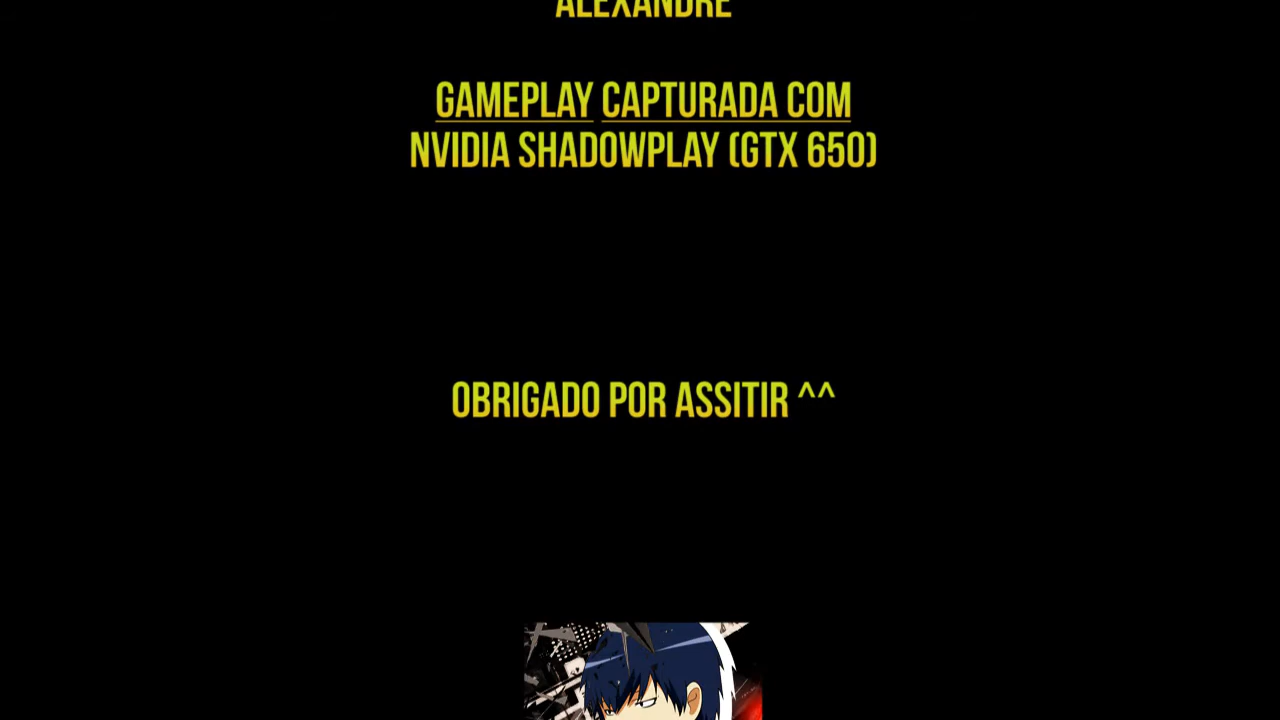 ALEXANDRE
GAMEPLAY CAPTURADA COM
NVIDIA SHADOWPLAY (GTX 650)
OBRIGADO POR ASSITIR ^^